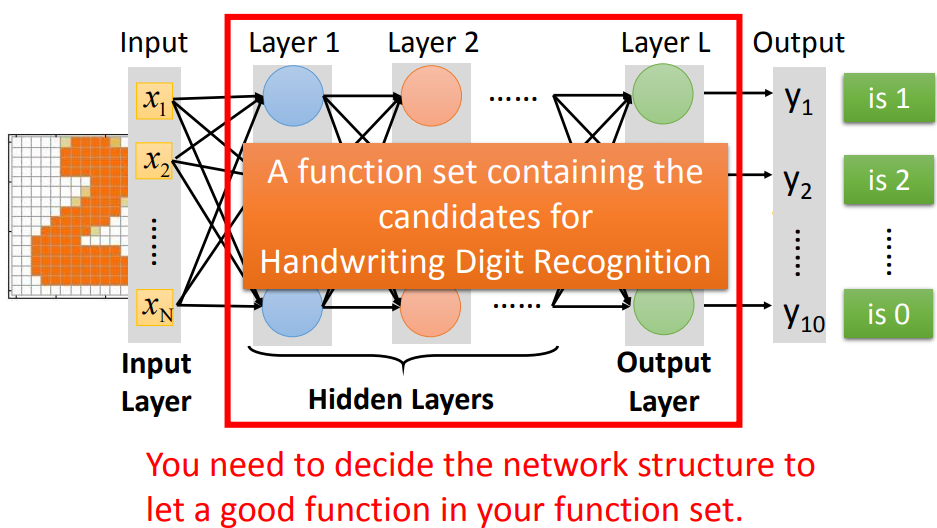 Input
Layer 1
Layer 2
Layer L
Output
x1
x2
⋮
xN
······
······
A function set containing the
candidates for
Handwriting Digit Recognition
y1
is 1
y2
is 2
⋮
⋮
y10
is 0
Input
Layer
Hidden Layers
Output
Layer
You need to decide the network structure to
let a good function in your function set.